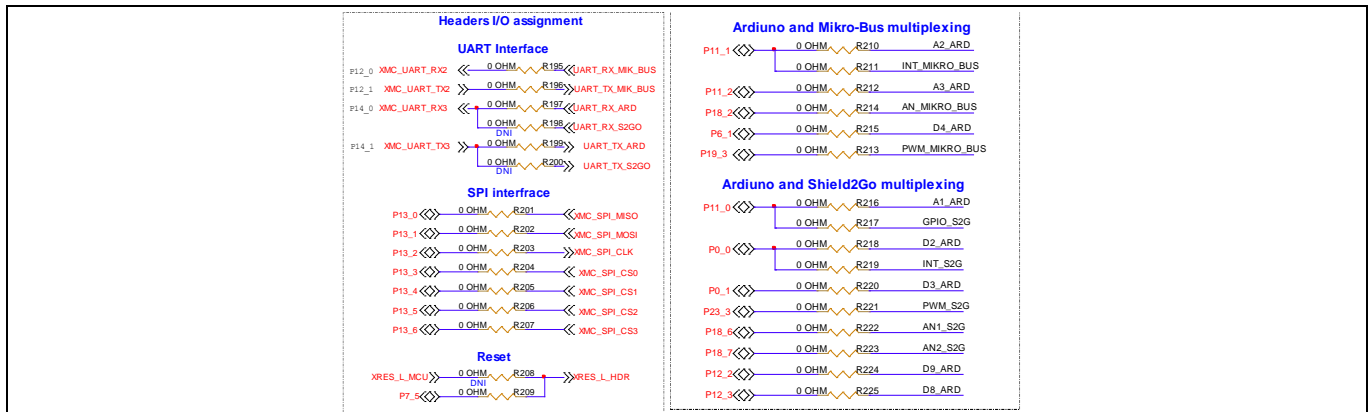 Headers I/O assignment
UART Interface
P12_0 XMC_UART_RX2 0 OHM R195 UART_RX_MIK_BUS
P12_1 XMC_UART_TX2 0 OHM R196 UART_TX_MIK_BUS
P14_0 XMC_UART_RX3 0 OHM R197 UART_RX_ARD
0 OHM R198 UART_RX_S2GO
DNI
P14_1 XMC_UART_TX3 0 OHM R199 UART_TX_ARD
0 OHM R200 UART_TX_S2GO
DNI
SPI interfrace
P13_0 0 OHM R201 XMC_SPI_MISO
P13_1 0 OHM R202 XMC_SPI_MOSI
P13_2 0 OHM R203 XMC_SPI_CLK
P13_3 0 OHM R204 XMC_SPI_CS0
P13_4 0 OHM R205 XMC_SPI_CS1
P13_5 0 OHM R206 XMC_SPI_CS2
P13_6 0 OHM R207 XMC_SPI_CS3
Reset
XRES_L_MCU 0 OHM R208 XRES_L_HDR
DNI
P7_5 0 OHM R209
Ardiuno and Mikro-Bus multiplexing
P11_1 0 OHM R210 A2_ARD
0 OHM R211 INT_MIKRO_BUS
P11_2 0 OHM R212 A3_ARD
P18_2 0 OHM R214 AN_MIKRO_BUS
P6_1 0 OHM R215 D4_ARD
P19_3 0 OHM R213 PWM_MIKRO_BUS
Ardiuno and Shield2Go multiplexing
P11_0 0 OHM R216 A1_ARD
0 OHM R217 GPIO_S2G
P0_0 0 OHM R218 D2_ARD
0 OHM R219 INT_S2G
P0_1 0 OHM R220 D3_ARD
P23_3 0 OHM R221 PWM_S2G
P18_6 0 OHM R222 AN1_S2G
P18_7 0 OHM R223 AN2_S2G
P12_2 0 OHM R224 D9_ARD
P12_3 0 OHM R225 D8_ARD